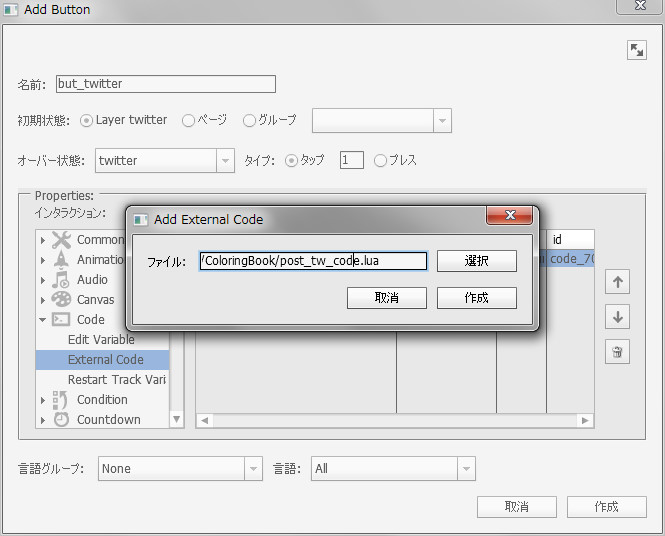 Add Button
名前: but_twitter
初期状態: Layer twitter ページ グループ
オーバー状態: twitter タイプ: タップ 1 プレス
Properties:
インタラクション:
Add External Code
ファイル: /ColoringBook/post_tw_code.lua 選択
取消 作成
Common
id
Animation
code_70
Audio
Canvas
Code
Edit Variable
External Code
Restart Track Vari
Condition
Countdown
言語グループ: None 言語: All
取消 作成